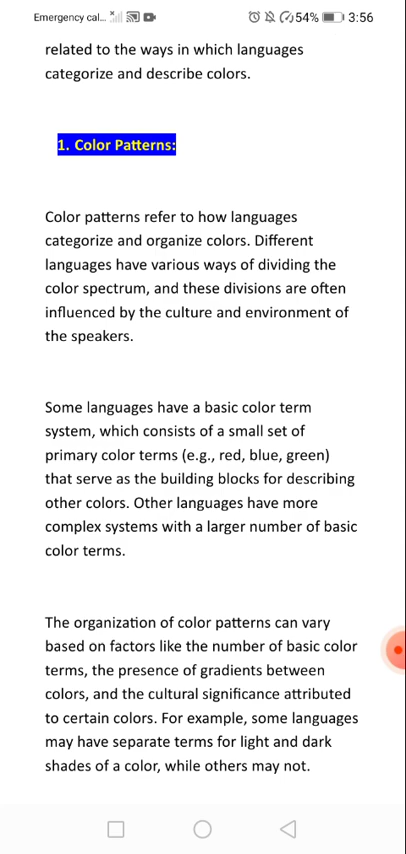 Emergency cal... 54% 3:56
related to the ways in which languages
categorize and describe colors.
1. Color Patterns:
Color patterns refer to how languages
categorize and organize colors. Different
languages have various ways of dividing the
color spectrum, and these divisions are often
influenced by the culture and environment of
the speakers.
Some languages have a basic color term
system, which consists of a small set of
primary color terms (e.g., red, blue, green)
that serve as the building blocks for describing
other colors. Other languages have more
complex systems with a larger number of basic
color terms.
The organization of color patterns can vary
based on factors like the number of basic color
terms, the presence of gradients between
colors, and the cultural significance attributed
to certain colors. For example, some languages
may have separate terms for light and dark
shades of a color, while others may not.